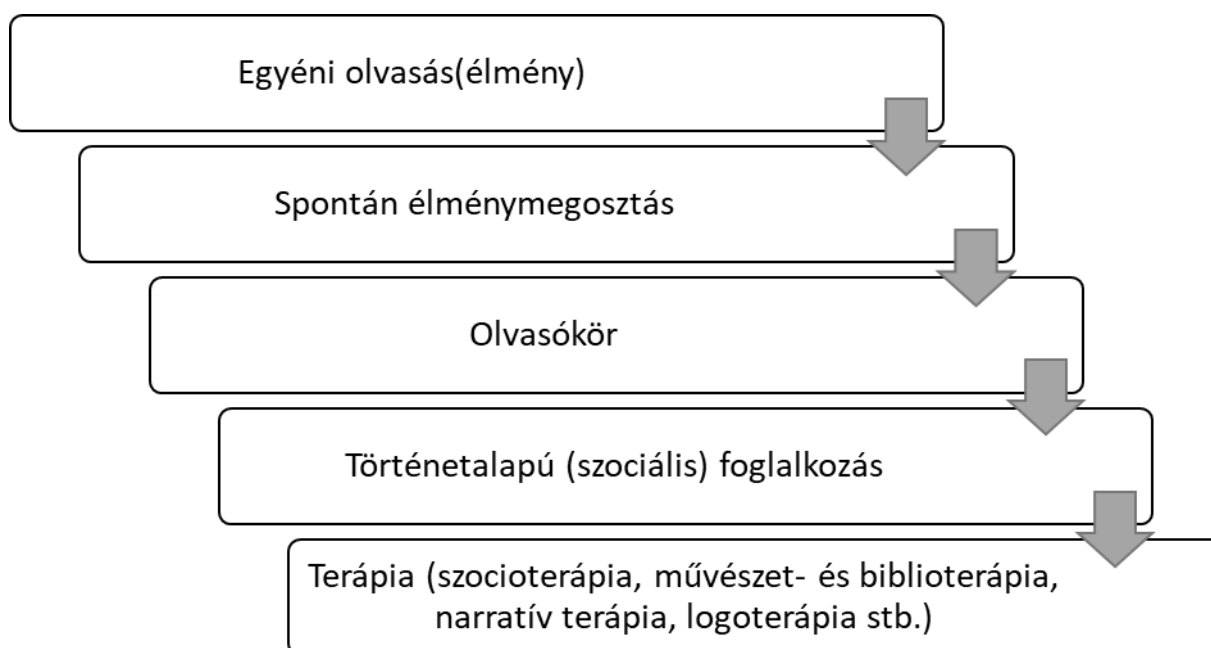 Egyéni olvasás(élmény)
Spontán élménymegosztás
Olvasókör
Történetalapú (szociális) foglalkozás
Terápia (szocioterápia, művészet- és biblioterápia,
narratív terápia, logoterápia stb.)